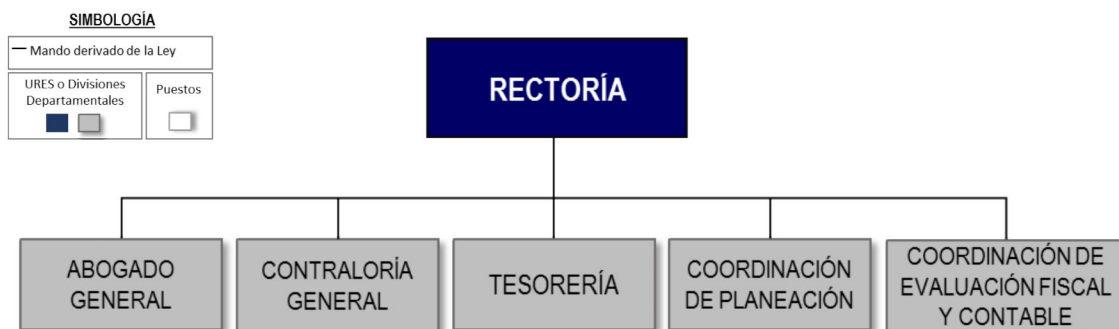 SIMBOLOGÍA
Mando derivado de la Ley
URES o Divisiones
Departamentales
Puestos
RECTORÍA
ABOGADO
GENERAL
CONTRALORÍA
GENERAL
TESORERÍA
COORDINACIÓN
DE PLANEACIÓN
COORDINACIÓN DE
EVALUACIÓN FISCAL
Y CONTABLE